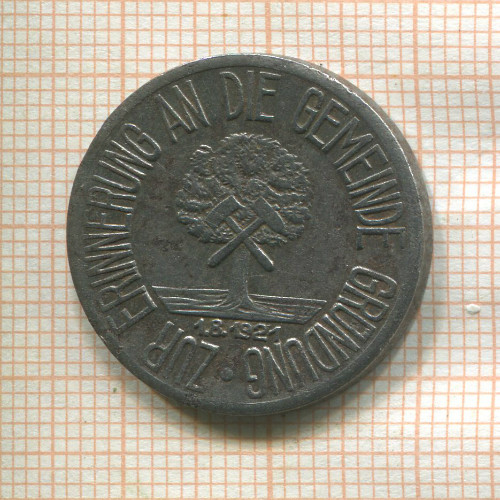 ZUR ERINNERUNG AN DIE GEMEINDE GRÜNDUNG
1.8.1921